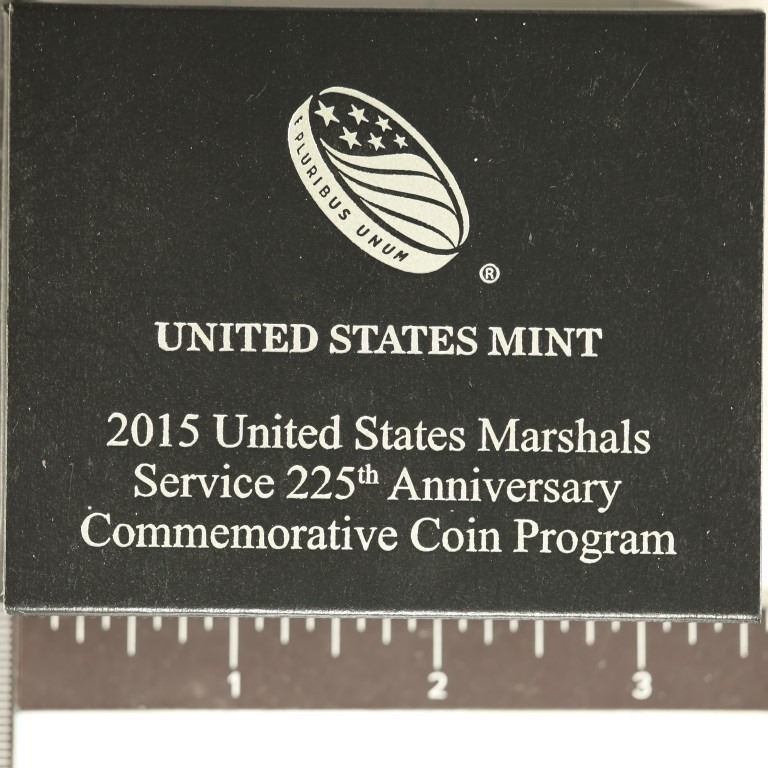 E PLURIBUS UNUM
®
UNITED STATES MINT
2015 United States Marshals
Service 225th Anniversary
Commemorative Coin Program
1 2 3